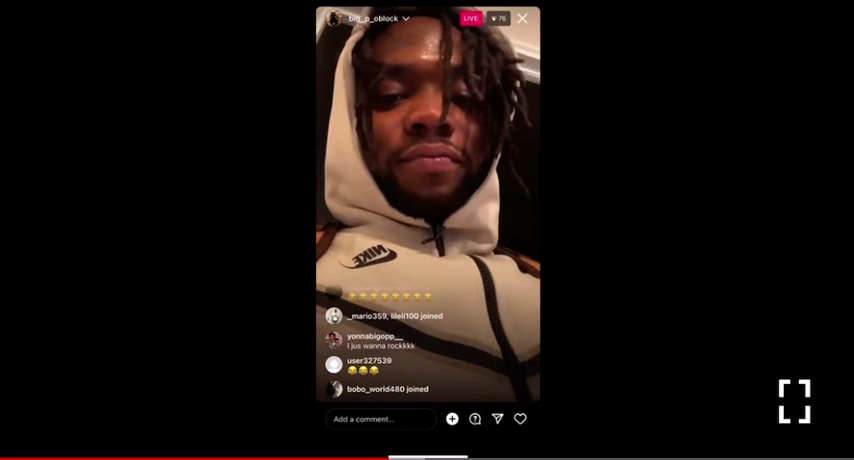 big_p_oblock
LIVE
76
NIKE
_mario359, lileli100 joined
yonnabigopp__
I jus wanna rockkkk
user327539
bobo_world480 joined
Add a comment...